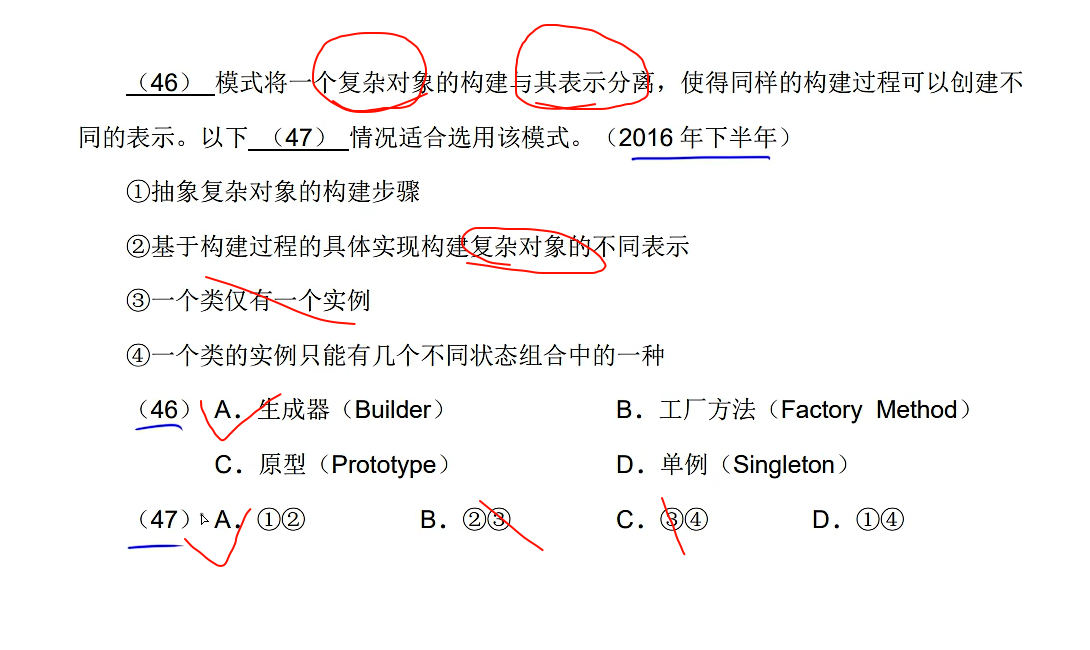 （46） 模式将一个复杂对象的构建与其表示分离，使得同样的构建过程可以创建不
同的表示。以下 （47） 情况适合选用该模式。（2016 年下半年）
①抽象复杂对象的构建步骤
②基于构建过程的具体实现构建复杂对象的不同表示
③一个类仅有一个实例
④一个类的实例只能有几个不同状态组合中的一种
（46） A．生成器（Builder） B．工厂方法（Factory Method）
C．原型（Prototype） D．单例（Singleton）
（47） A．①② B．②③ C．③④ D．①④